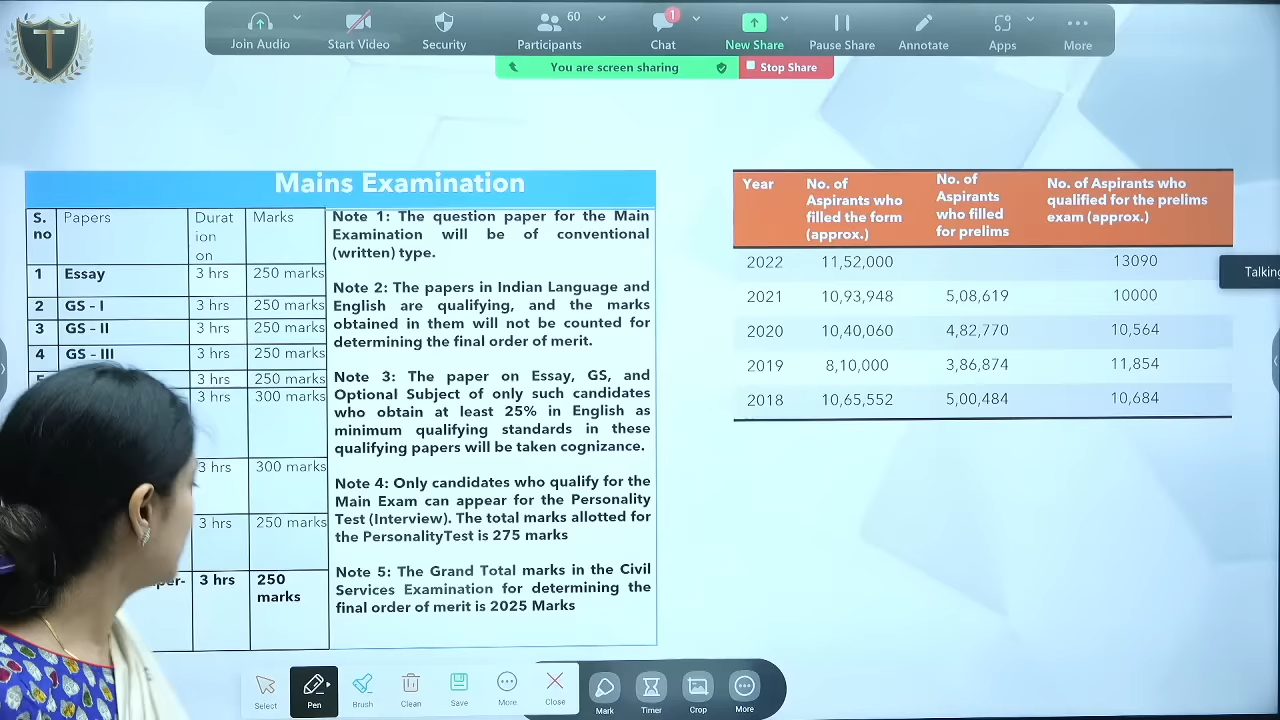 T
Join Audio
Start Video
Security
60
Participants
1
Chat
New Share
Pause Share
Annotate
Apps
More
You are screen sharing
Stop Share
Talking
Mains Examination
S. no Papers Durat ion on Marks
1 Essay 3 hrs 250 marks
2 GS - I 3 hrs 250 marks
3 GS - II 3 hrs 250 marks
4 GS - III 3 hrs 250 marks
3 hrs 250 marks
3 hrs 300 marks
3 hrs 300 marks
3 hrs 250 marks
per- 3 hrs 250 marks
Note 1: The question paper for the Main
Examination will be of conventional
(written) type.
Note 2: The papers in Indian Language and
English are qualifying, and the marks
obtained in them will not be counted for
determining the final order of merit.
Note 3: The paper on Essay, GS, and
Optional Subject of only such candidates
who obtain at least 25% in English as
minimum qualifying standards in these
qualifying papers will be taken cognizance.
Note 4: Only candidates who qualify for the
Main Exam can appear for the Personality
Test (Interview). The total marks allotted for
the PersonalityTest is 275 marks
Note 5: The Grand Total marks in the Civil
Services Examination for determining the
final order of merit is 2025 Marks
Year No. of Aspirants who filled the form (approx.) No. of Aspirants who filled for prelims No. of Aspirants who qualified for the prelims exam (approx.)
2022 11,52,000 13090
2021 10,93,948 5,08,619 10000
2020 10,40,060 4,82,770 10,564
2019 8,10,000 3,86,874 11,854
2018 10,65,552 5,00,484 10,684
Select
Pen
Brush
Clean
Save
More
Close
Mark
Timer
Crop
More